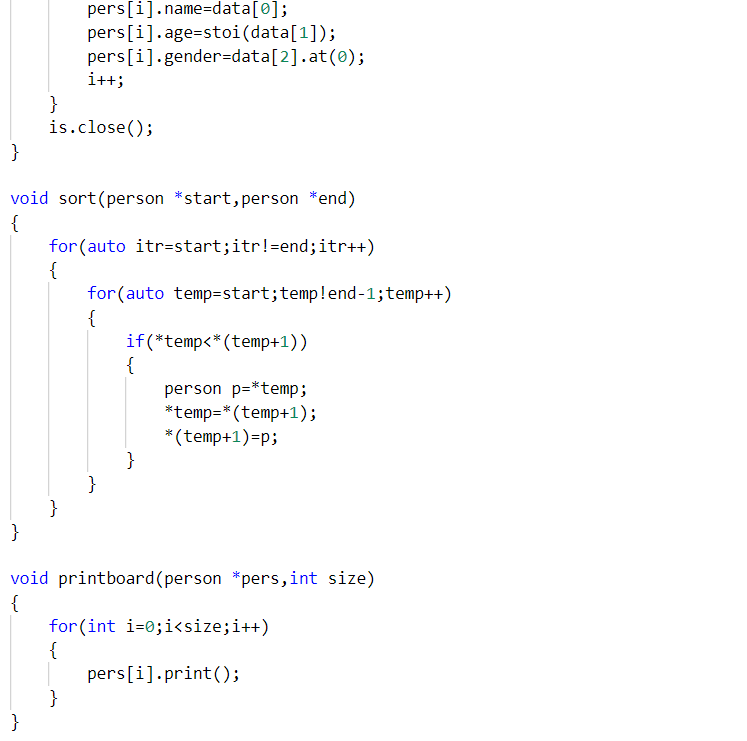 pers[i].name=data[0];
pers[i].age=stoi(data[1]);
pers[i].gender=data[2].at(0);
i++;
}
is.close();
}
void sort(person *start,person *end)
{
for(auto itr=start;itr!=end;itr++)
{
for(auto temp=start;temp!end-1;temp++)
{
if(*temp<*(temp+1))
{
person p=*temp;
*temp=*(temp+1);
*(temp+1)=p;
}
}
}
}
void printboard(person *pers,int size)
{
for(int i=0;i<size;i++)
{
pers[i].print();
}
}